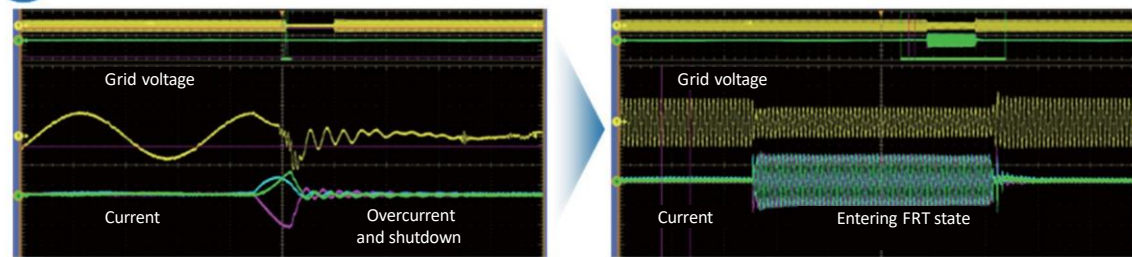 Grid voltage
Current
Overcurrent
and shutdown
Grid voltage
Current
Entering FRT state